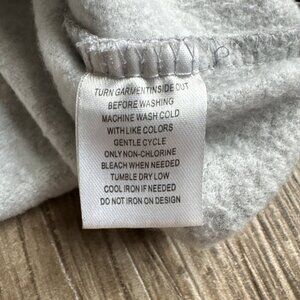 TURN GARMENTINSIDE OUT
BEFORE WASHING
MACHINE WASH COLD
WITH LIKE COLORS
GENTLE CYCLE
ONLY NON-CHLORINE
BLEACH WHEN NEEDED
TUMBLE DRY LOW
COOL IRON IF NEEDED
DO NOT IRON ON DESIGN